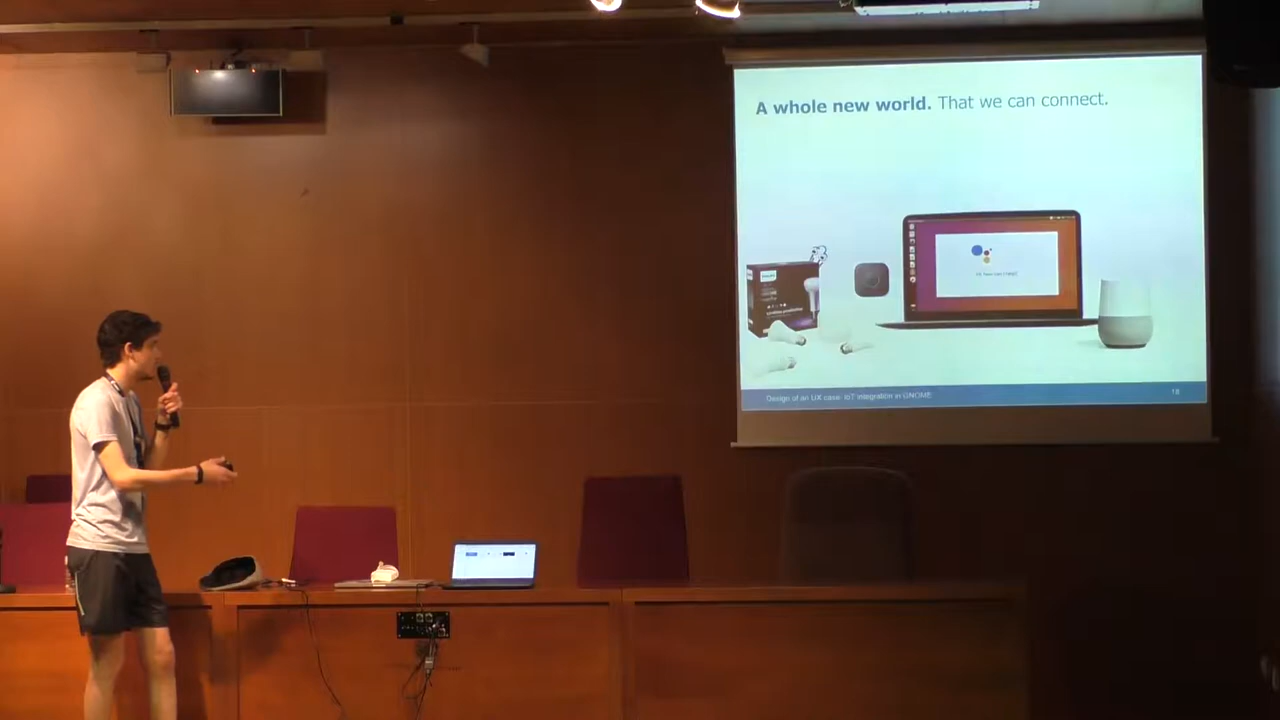 A whole new world. That we can connect.
Design of an UX case: IoT integration in GNOME
18